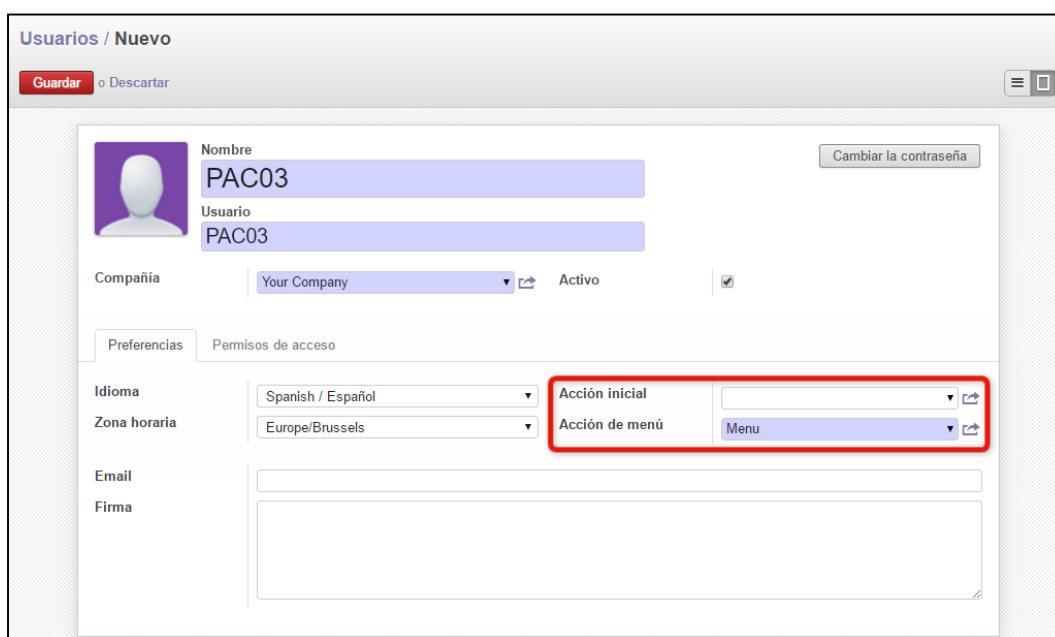 Usuarios / Nuevo
Guardar o Descartar
Nombre
PAC03
Cambiar la contraseña
Usuario
PAC03
Compañía Your Company Activo
Preferencias Permisos de acceso
Idioma Spanish / Español Acción inicial
Zona horaria Europe/Brussels Acción de menú Menu
Email
Firma